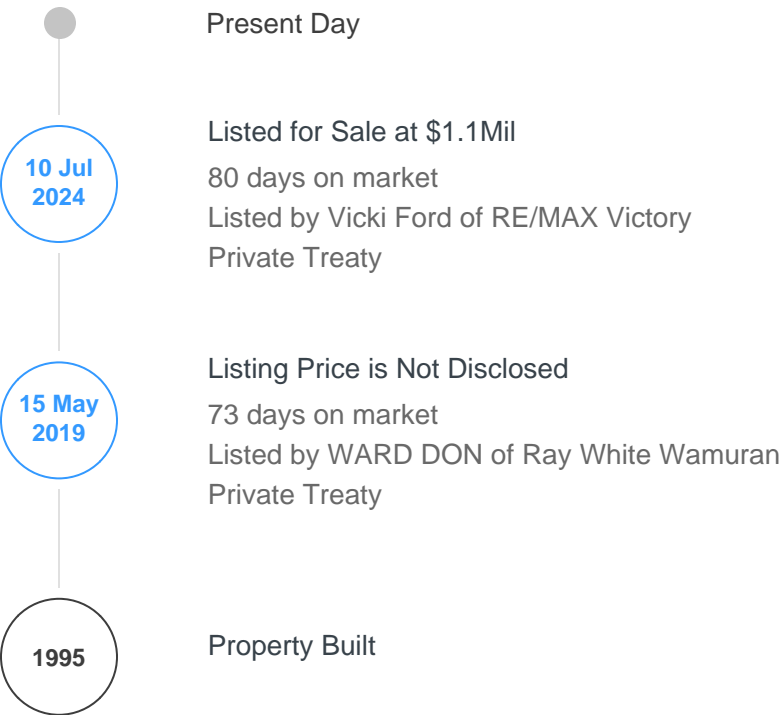 Present Day
10 Jul
2024
Listed for Sale at $1.1Mil
80 days on market
Listed by Vicki Ford of RE/MAX Victory
Private Treaty
15 May
2019
Listing Price is Not Disclosed
73 days on market
Listed by WARD DON of Ray White Wamuran
Private Treaty
1995
Property Built